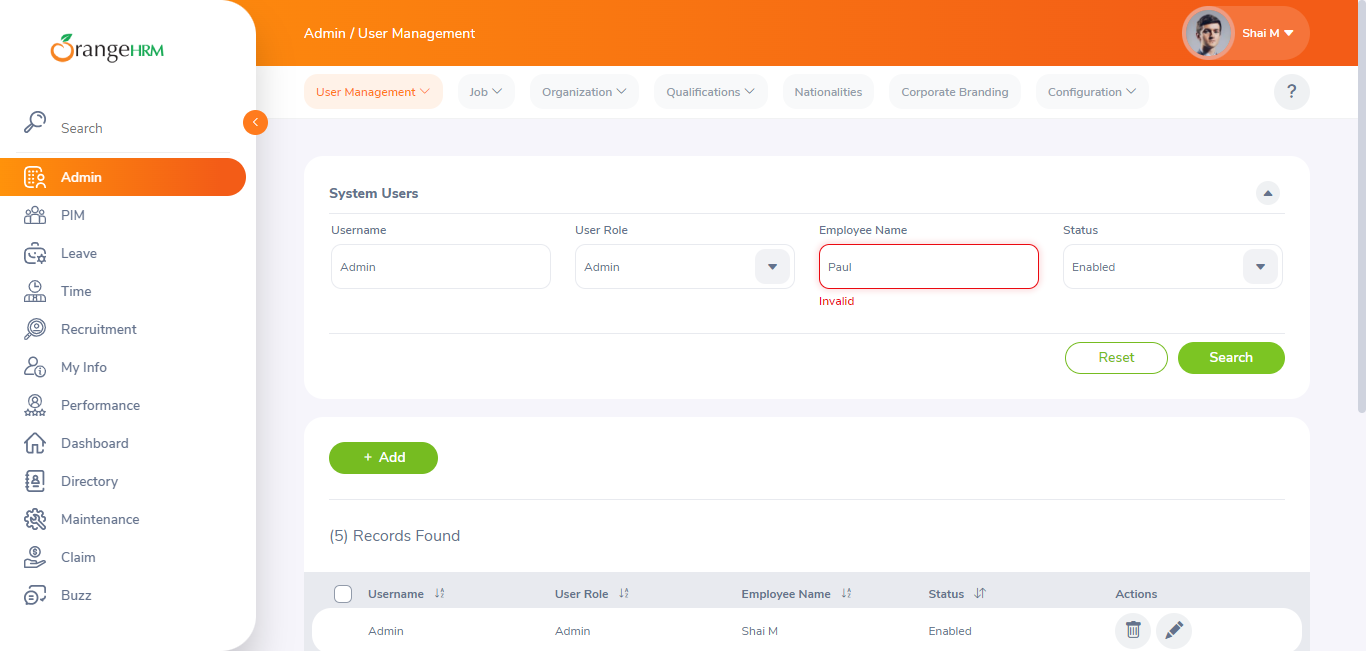 OrangeHRM
Search
Admin
PIM
Leave
Time
Recruitment
My Info
Performance
Dashboard
Directory
Maintenance
Claim
Buzz
Admin / User Management
Shai M
User Management
Job
Organization
Qualifications
Nationalities
Corporate Branding
Configuration
?
System Users
Username
User Role
Employee Name
Status
Admin
Admin
Paul
Enabled
Invalid
Reset
Search
+ Add
(5) Records Found
Username
User Role
Employee Name
Status
Actions
Admin
Admin
Shai M
Enabled